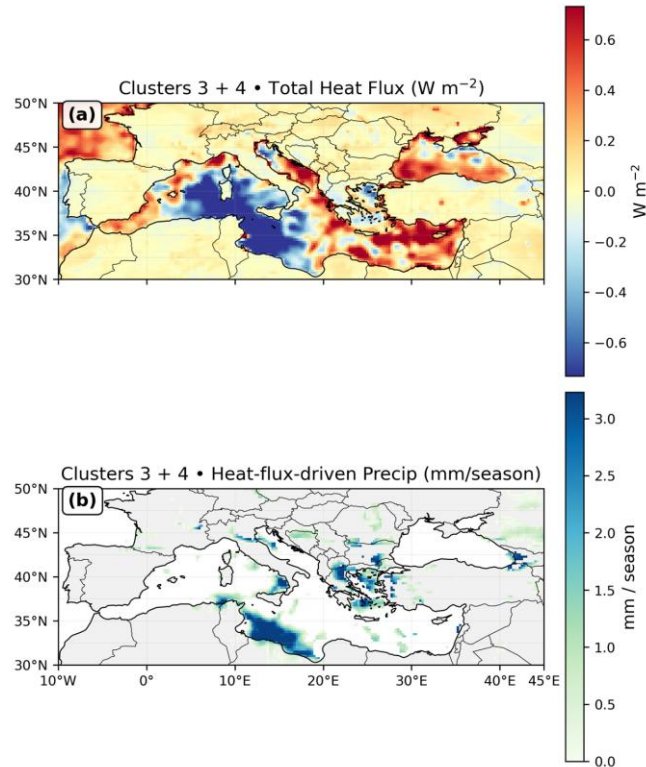 Clusters 3 + 4 • Total Heat Flux (W m⁻²)
(a)
50°N
45°N
40°N
35°N
30°N
0.6
0.4
0.2
0.0
−0.2
−0.4
−0.6
W m⁻²
Clusters 3 + 4 • Heat-flux-driven Precip (mm/season)
(b)
50°N
45°N
40°N
35°N
30°N
10°W 0° 10°E 20°E 30°E 40°E 45°E
3.0
2.5
2.0
1.5
1.0
0.5
0.0
mm / season